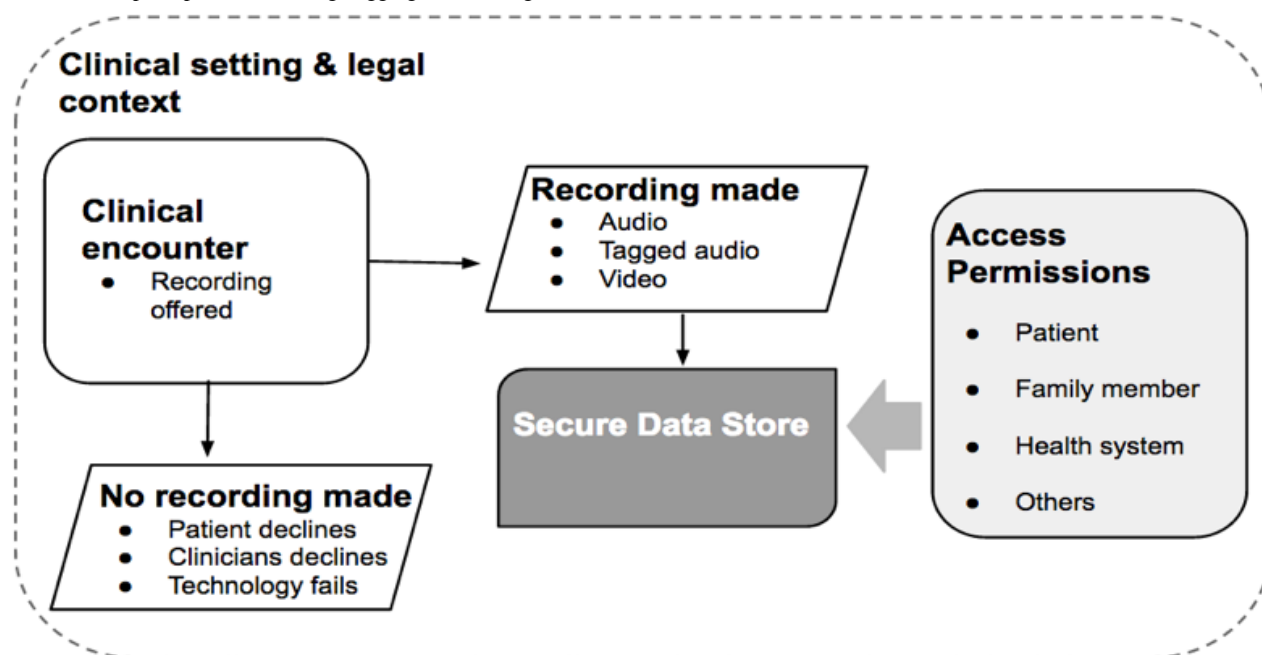 Clinical setting & legal
context
Clinical
encounter
● Recording
offered
Recording made
● Audio
● Tagged audio
● Video
Access
Permissions
● Patient
● Family member
● Health system
● Others
Secure Data Store
No recording made
● Patient declines
● Clinicians declines
● Technology fails